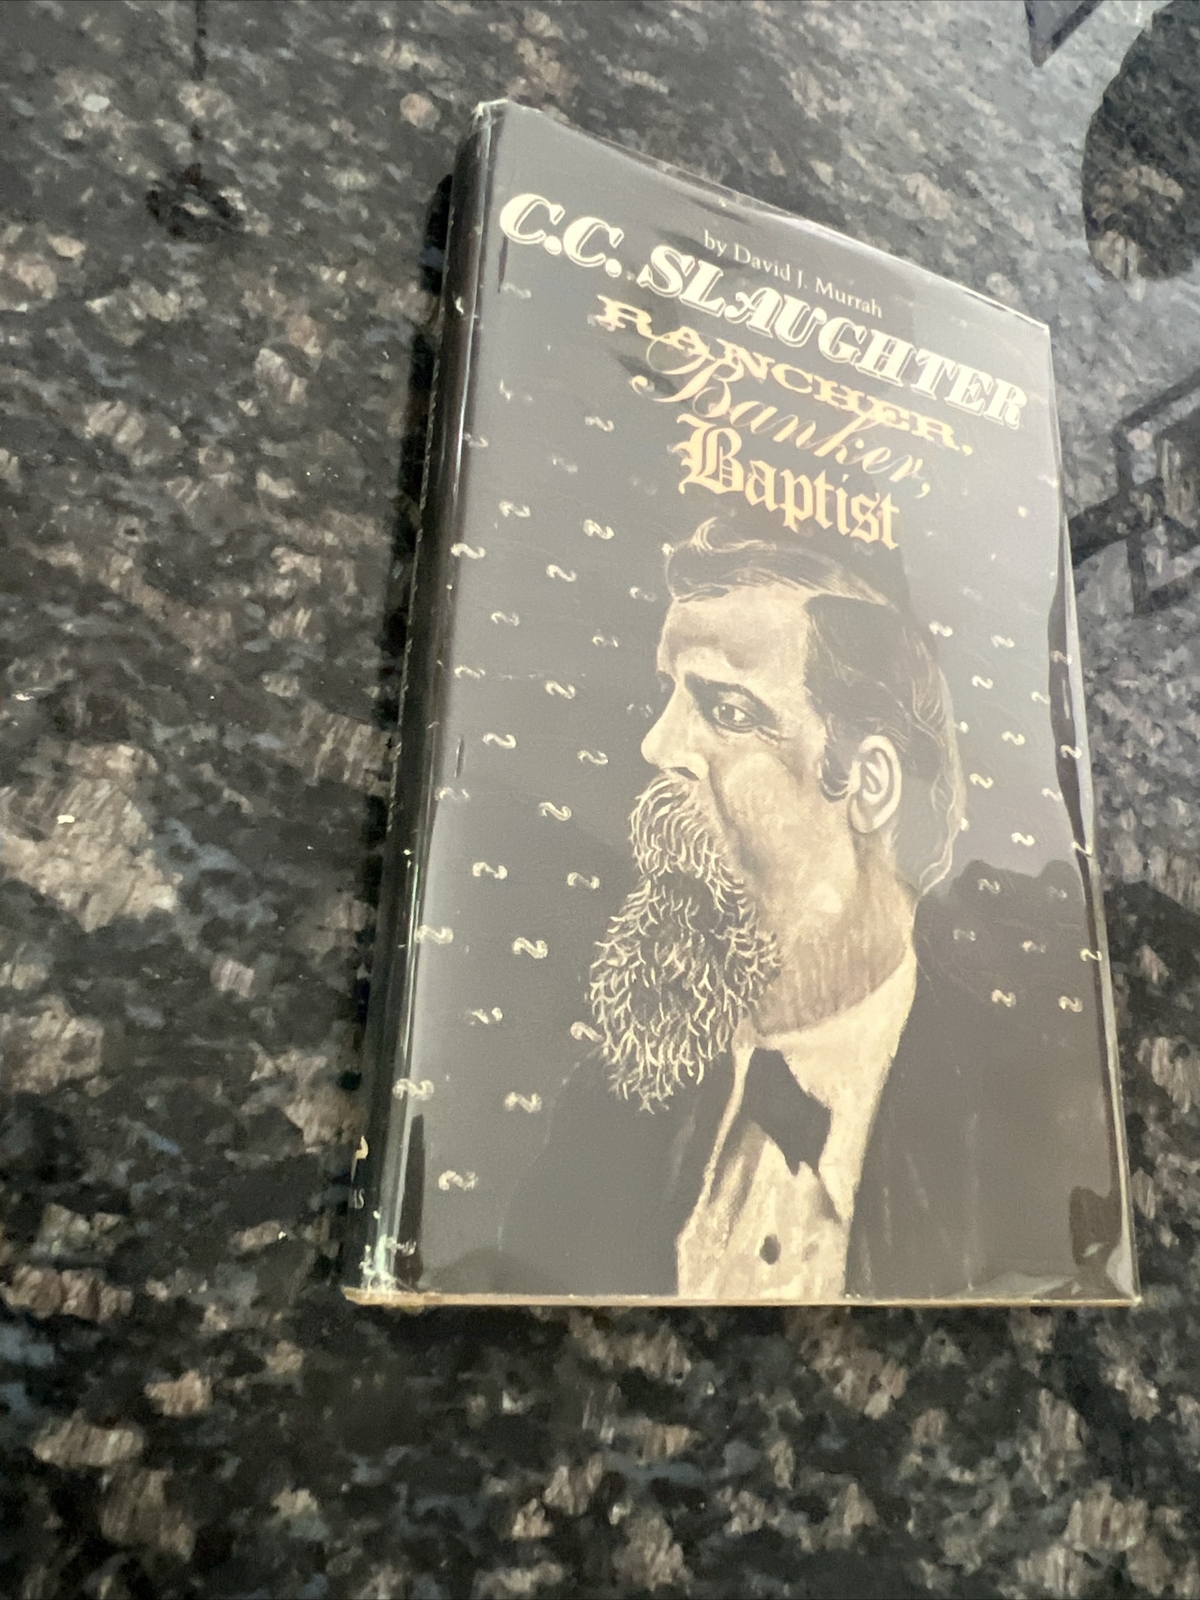 by David J. Murrah
C.C. SLAUGHTER
RANCHER,
Banker,
Baptist